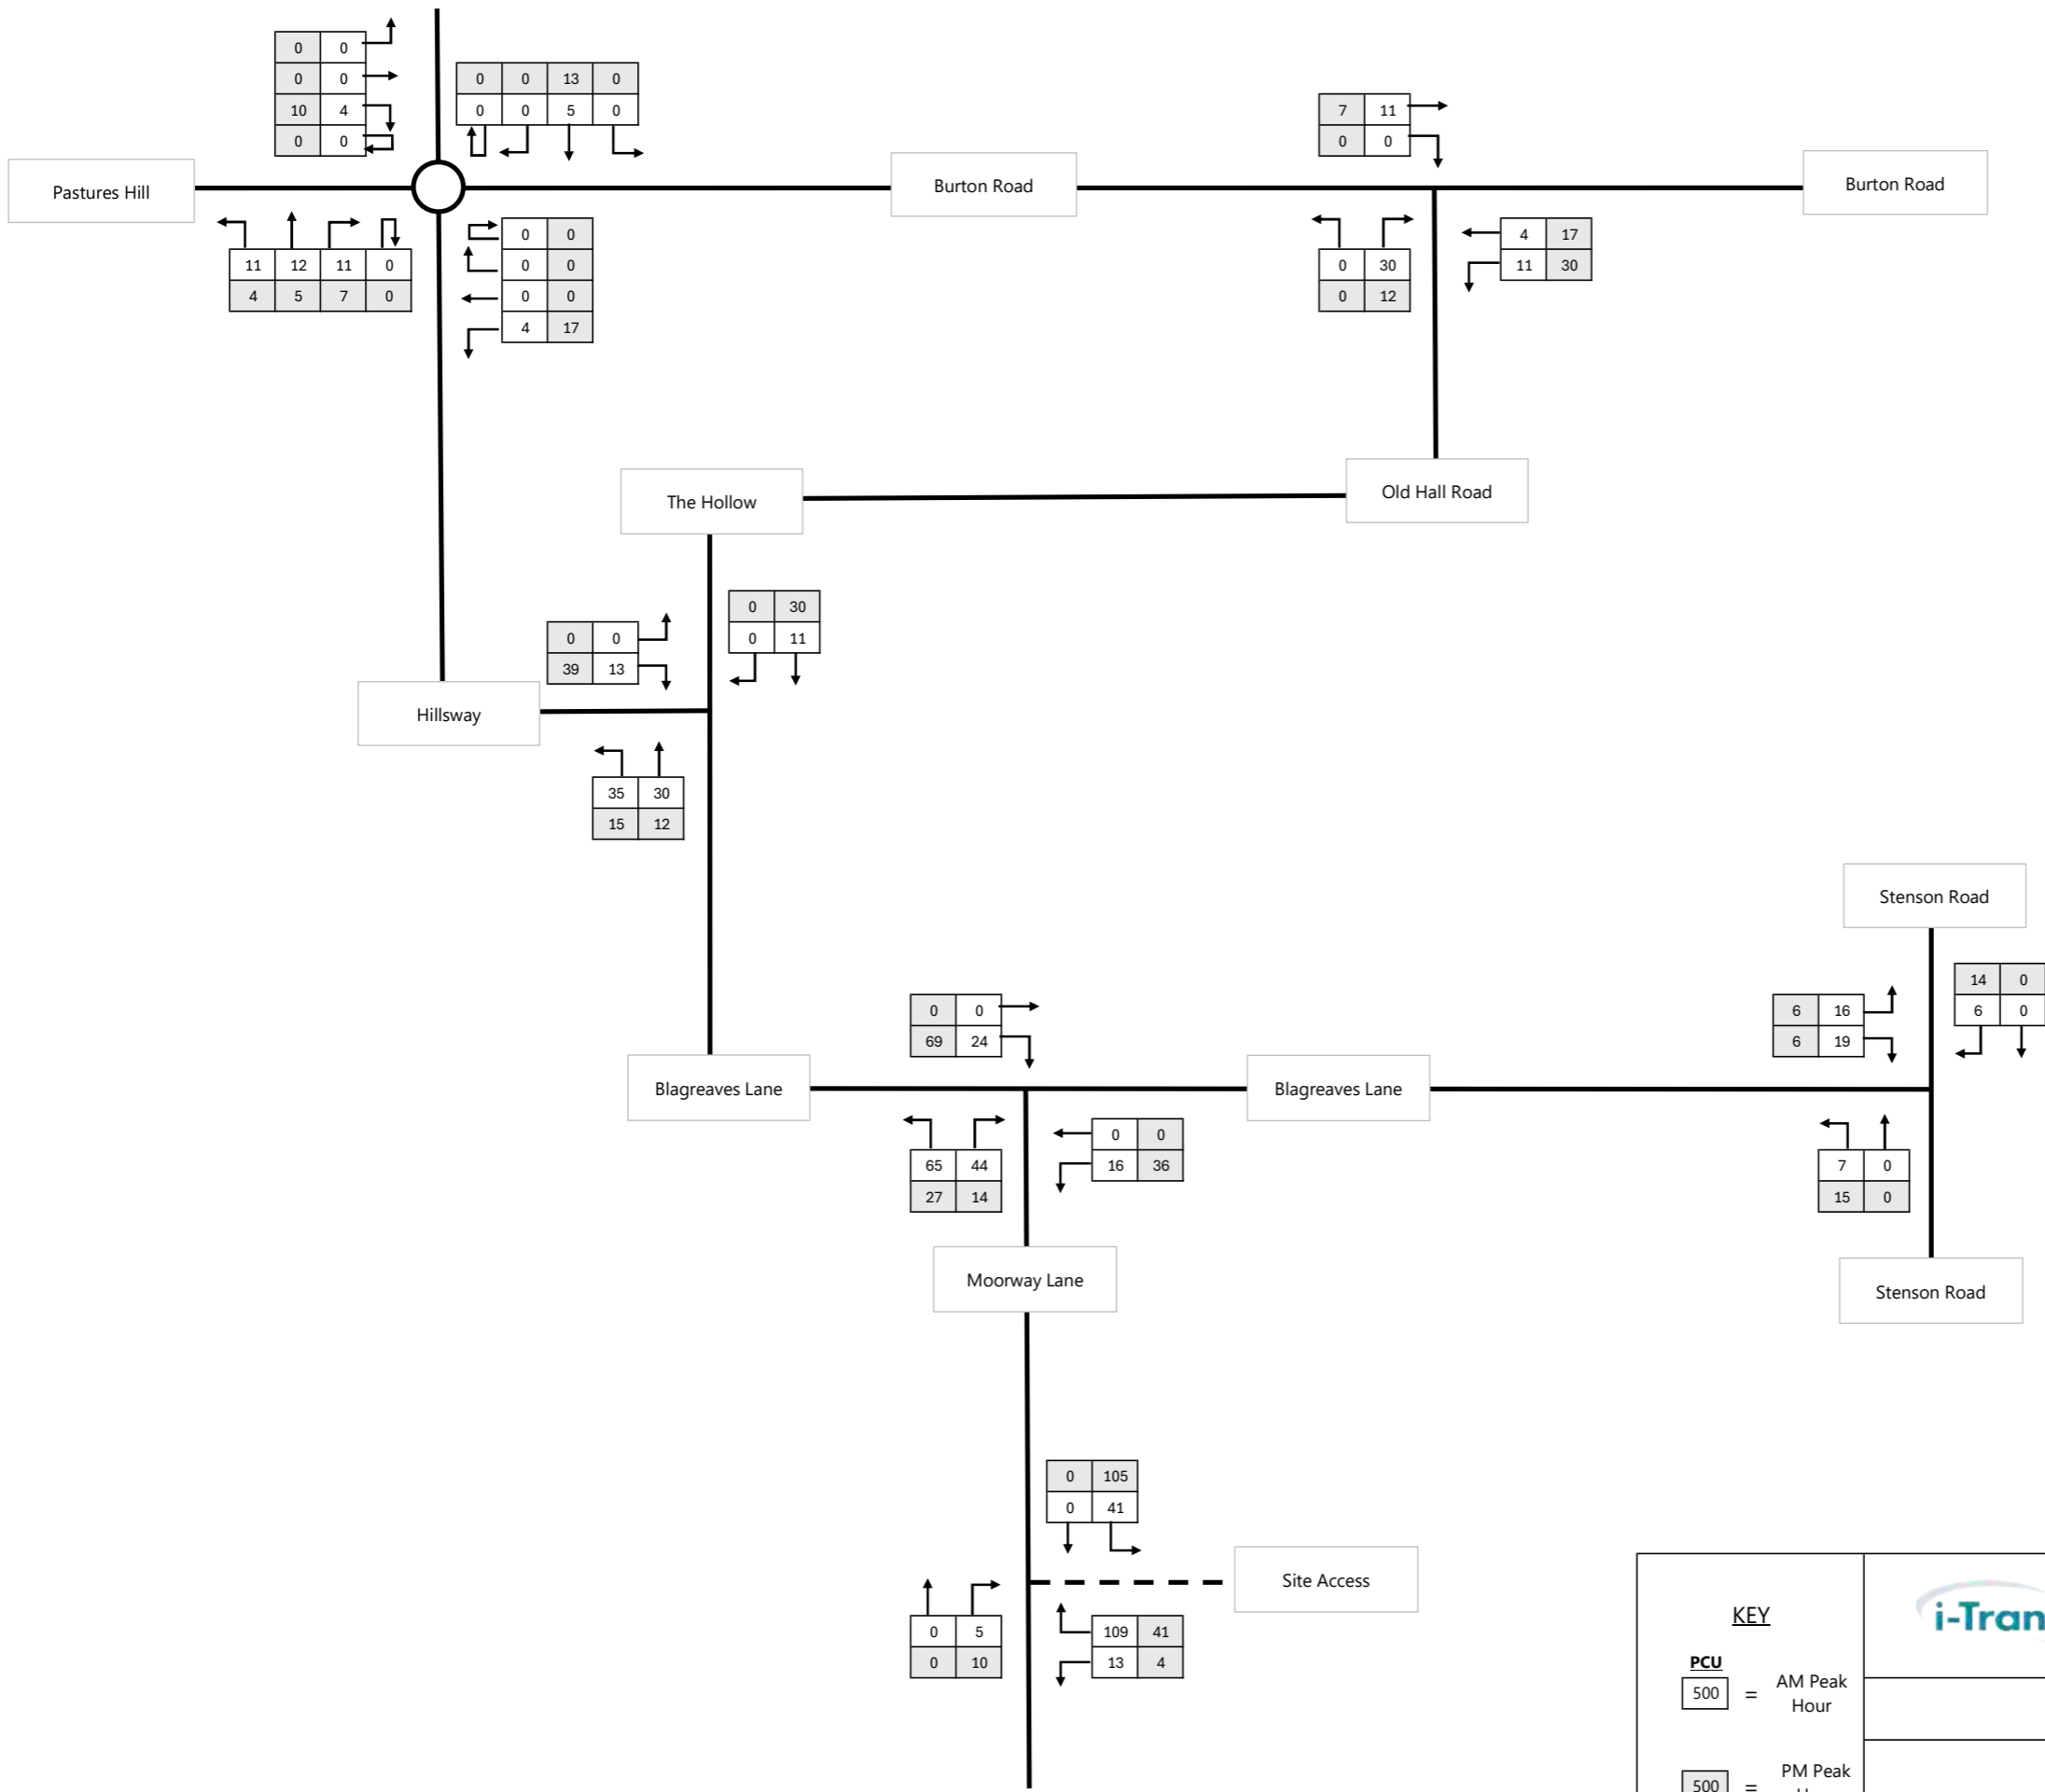 0 0
0 0
10 4
0 0
0 0 13 0
0 0 5 0
7 11
0 0
Pastures Hill
Burton Road
Burton Road
11 12 11 0
4 5 7 0
0 0
0 0
0 0
4 17
0 30
0 12
4 17
11 30
The Hollow
Old Hall Road
0 0
39 13
0 30
0 11
Hillsway
35 30
15 12
Stenson Road
0 0
69 24
6 16
6 19
14 0
6 0
Blagreaves Lane
Blagreaves Lane
65 44
27 14
0 0
16 36
7 0
15 0
Moorway Lane
Stenson Road
0 105
0 41
Site Access
0 5
0 10
109 41
13 4
KEY
i-Tran
PCU
500 = AM Peak
Hour
500 = PM Peak